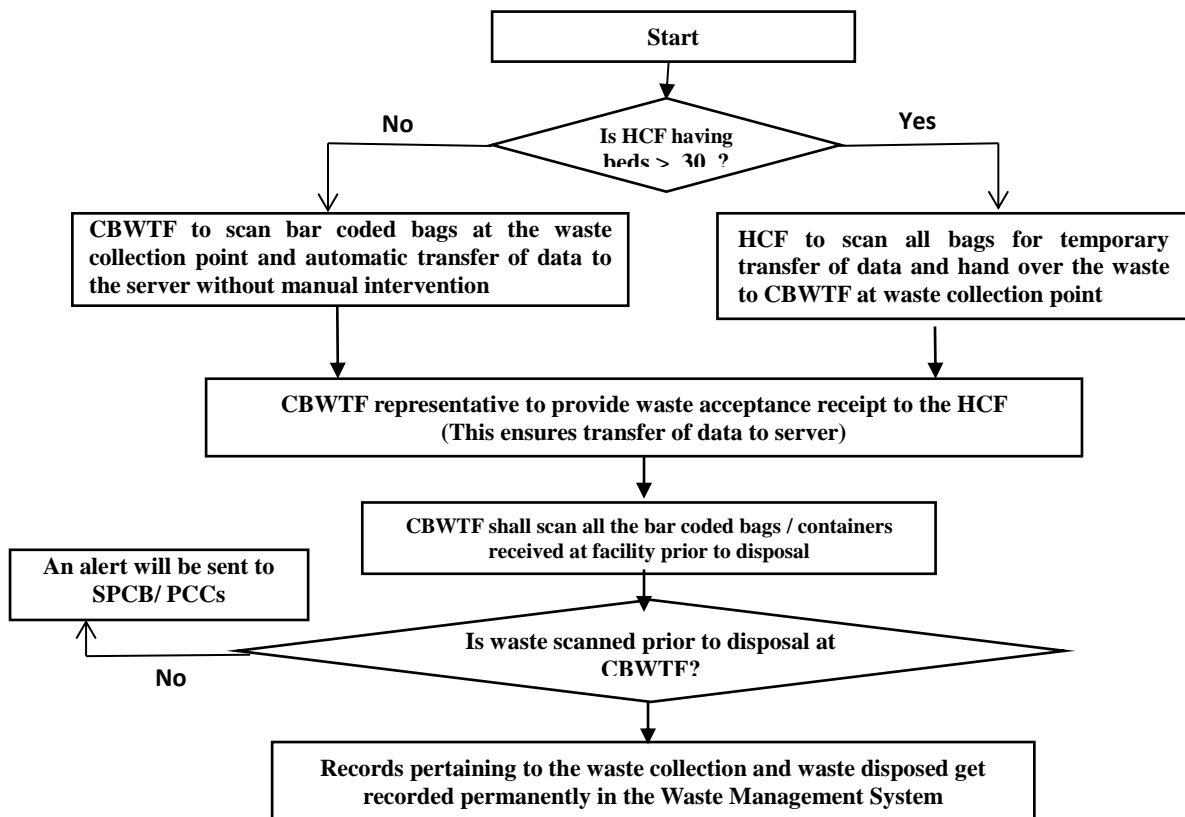 Start
No
Yes
Is HCF having
beds > 30 ?
CBWTF to scan bar coded bags at the waste
collection point and automatic transfer of data to
the server without manual intervention
HCF to scan all bags for temporary
transfer of data and hand over the waste
to CBWTF at waste collection point
CBWTF representative to provide waste acceptance receipt to the HCF
(This ensures transfer of data to server)
CBWTF shall scan all the bar coded bags / containers
received at facility prior to disposal
An alert will be sent to
SPCB/ PCCs
Is waste scanned prior to disposal at
CBWTF?
No
Records pertaining to the waste collection and waste disposed get
recorded permanently in the Waste Management System